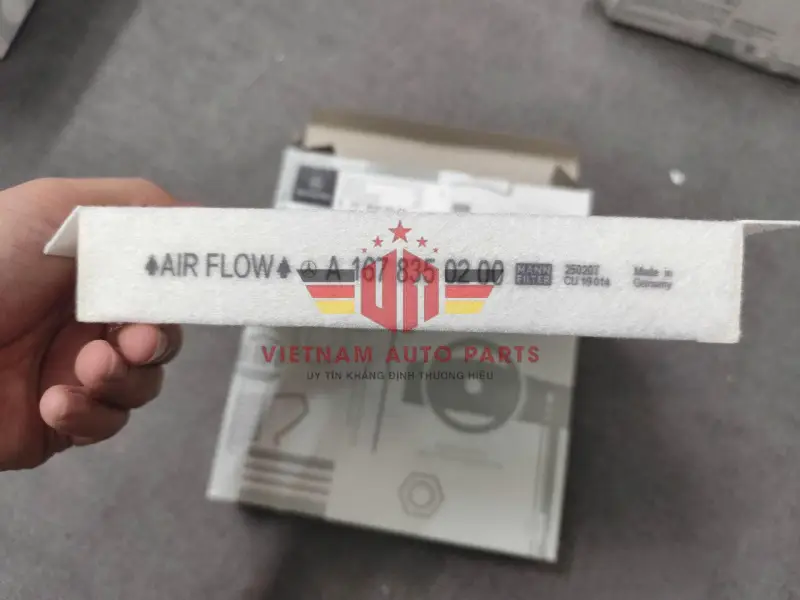 AIR FLOW A 167 835 02 00 MANN FILTER 250207 CU 19 014 Made in Germany
VIETNAM AUTO PARTS
UY TÍN KHẲNG ĐỊNH THƯƠNG HIỆU